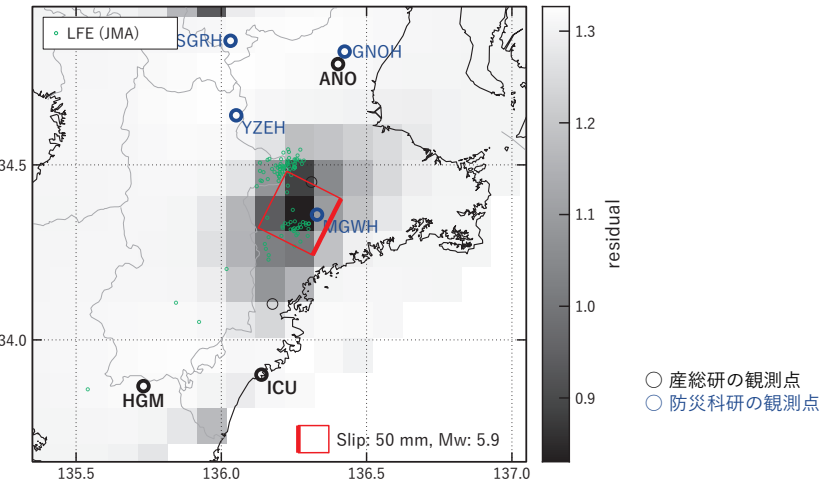 LFE (JMA)
SGRH
GNOH
ANO
YZEH
MGWH
HGM
ICU
Slip: 50 mm, Mw: 5.9
34.5
34.0
135.5
136.0
136.5
137.0
1.3
1.2
1.1
1.0
0.9
residual
産総研の観測点
防災科研の観測点